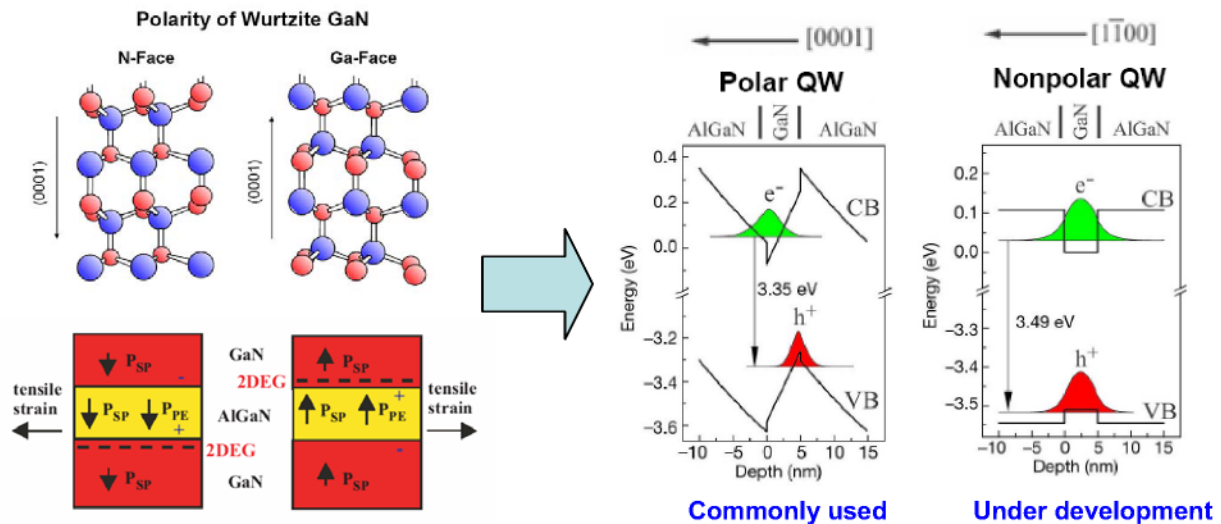 Polarity of Wurtzite GaN
N-Face
Ga-Face
(0001)
(0001)
GaN
P_SP
P_SP
-
2DEG
tensile
strain
P_SP
P_PE
+
AlGaN
P_SP
P_PE
+
tensile
strain
2DEG
-
P_SP
GaN
P_SP
[0001]
Polar QW
AlGaN
GaN
AlGaN
0.4
0.2
0.0
-3.2
-3.4
-3.6
Energy (eV)
e⁻
CB
3.35 eV
h⁺
VB
-10
-5
0
5
10
15
Depth (nm)
Commonly used
[11̅00]
Nonpolar QW
AlGaN
GaN
AlGaN
0.2
0.1
0.0
-3.3
-3.4
-3.5
Energy (eV)
e⁻
CB
3.49 eV
h⁺
VB
-10
-5
0
5
10
15
Depth (nm)
Under development